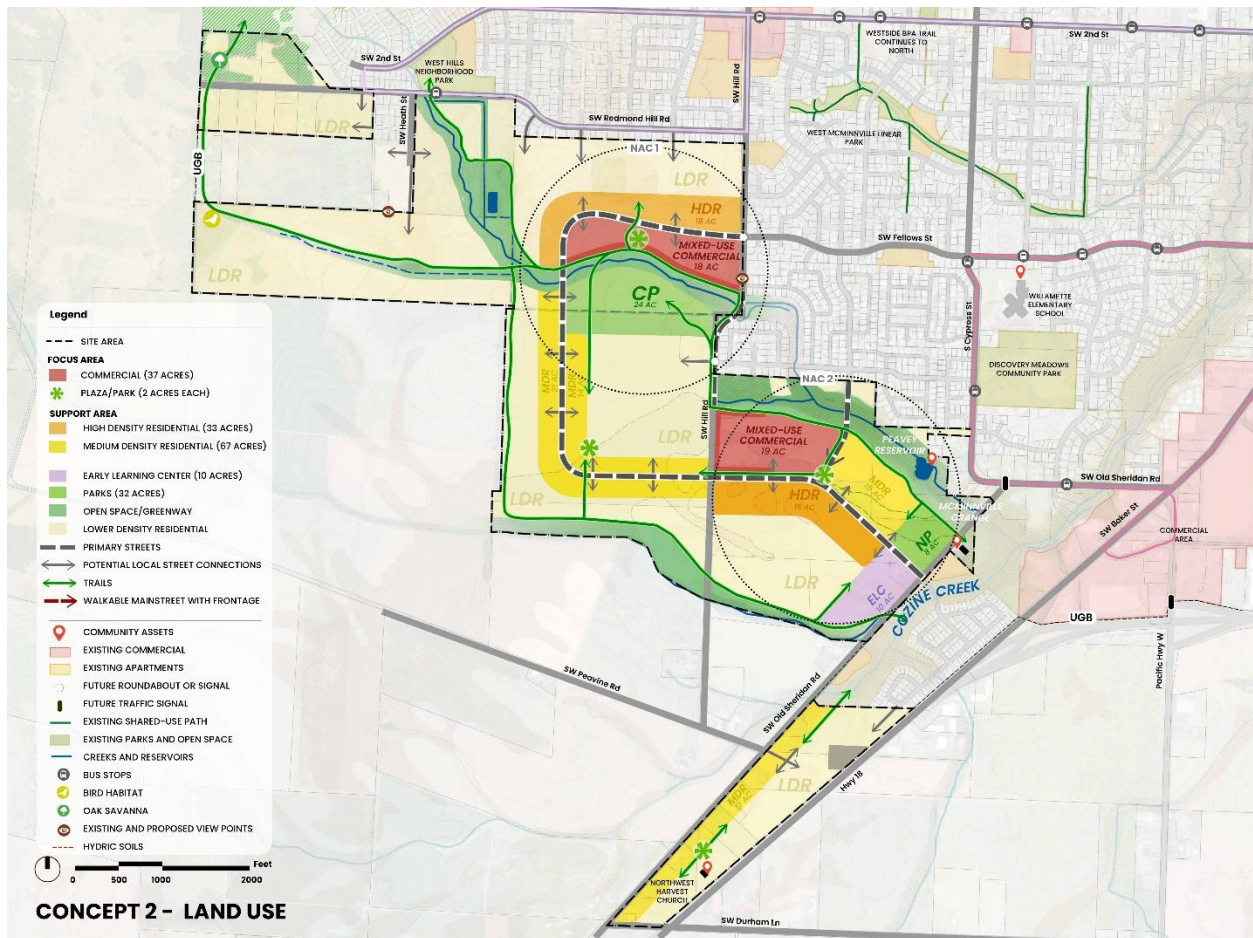 SW 2nd St
WEST HILLS
NEIGHBORHOOD
PARK
SW Hill Rd
WESTSIDE BPA TRAIL
CONTINUES TO
NORTH
SW 2nd St
LDR
SW Heath St
SW Redmond Hill Rd
WEST MCMINNVILLE LINEAR
PARK
UGB
NAC 1
LDR
HDR
18 AC
SW Fellows St
MIXED-USE
COMMERCIAL
18 AC
LDR
CP
24 AC
WILLAMETTE
ELEMENTARY
SCHOOL
S Cypress St
DISCOVERY MEADOWS
COMMUNITY PARK
NAC 2
MDR
SW Hill Rd
LDR
MIXED-USE
COMMERCIAL
19 AC
PEAVEY
RESERVOIR
SW Old Sheridan Rd
LDR
HDR
15 AC
MDR
MCMINNVILLE
GRANGE
SW Baker St
COMMERCIAL
AREA
NP
8 AC
LDR
ELC
10 AC
COZINE CREEK
UGB
SW Peavine Rd
SW Old Sheridan Rd
Pacific Hwy W
LDR
MDR
17 AC
Hwy 18
NORTHWEST
HARVEST
CHURCH
SW Durham Ln
Legend
SITE AREA
FOCUS AREA
COMMERCIAL (37 ACRES)
PLAZA/PARK (2 ACRES EACH)
SUPPORT AREA
HIGH DENSITY RESIDENTIAL (33 ACRES)
MEDIUM DENSITY RESIDENTIAL (67 ACRES)
EARLY LEARNING CENTER (10 ACRES)
PARKS (32 ACRES)
OPEN SPACE/GREENWAY
LOWER DENSITY RESIDENTIAL
PRIMARY STREETS
POTENTIAL LOCAL STREET CONNECTIONS
TRAILS
WALKABLE MAINSTREET WITH FRONTAGE
COMMUNITY ASSETS
EXISTING COMMERCIAL
EXISTING APARTMENTS
FUTURE ROUNDABOUT OR SIGNAL
FUTURE TRAFFIC SIGNAL
EXISTING SHARED-USE PATH
EXISTING PARKS AND OPEN SPACE
CREEKS AND RESERVOIRS
BUS STOPS
BIRD HABITAT
OAK SAVANNA
EXISTING AND PROPOSED VIEW POINTS
HYDRIC SOILS
Feet
0 500 1000 2000
CONCEPT 2 - LAND USE